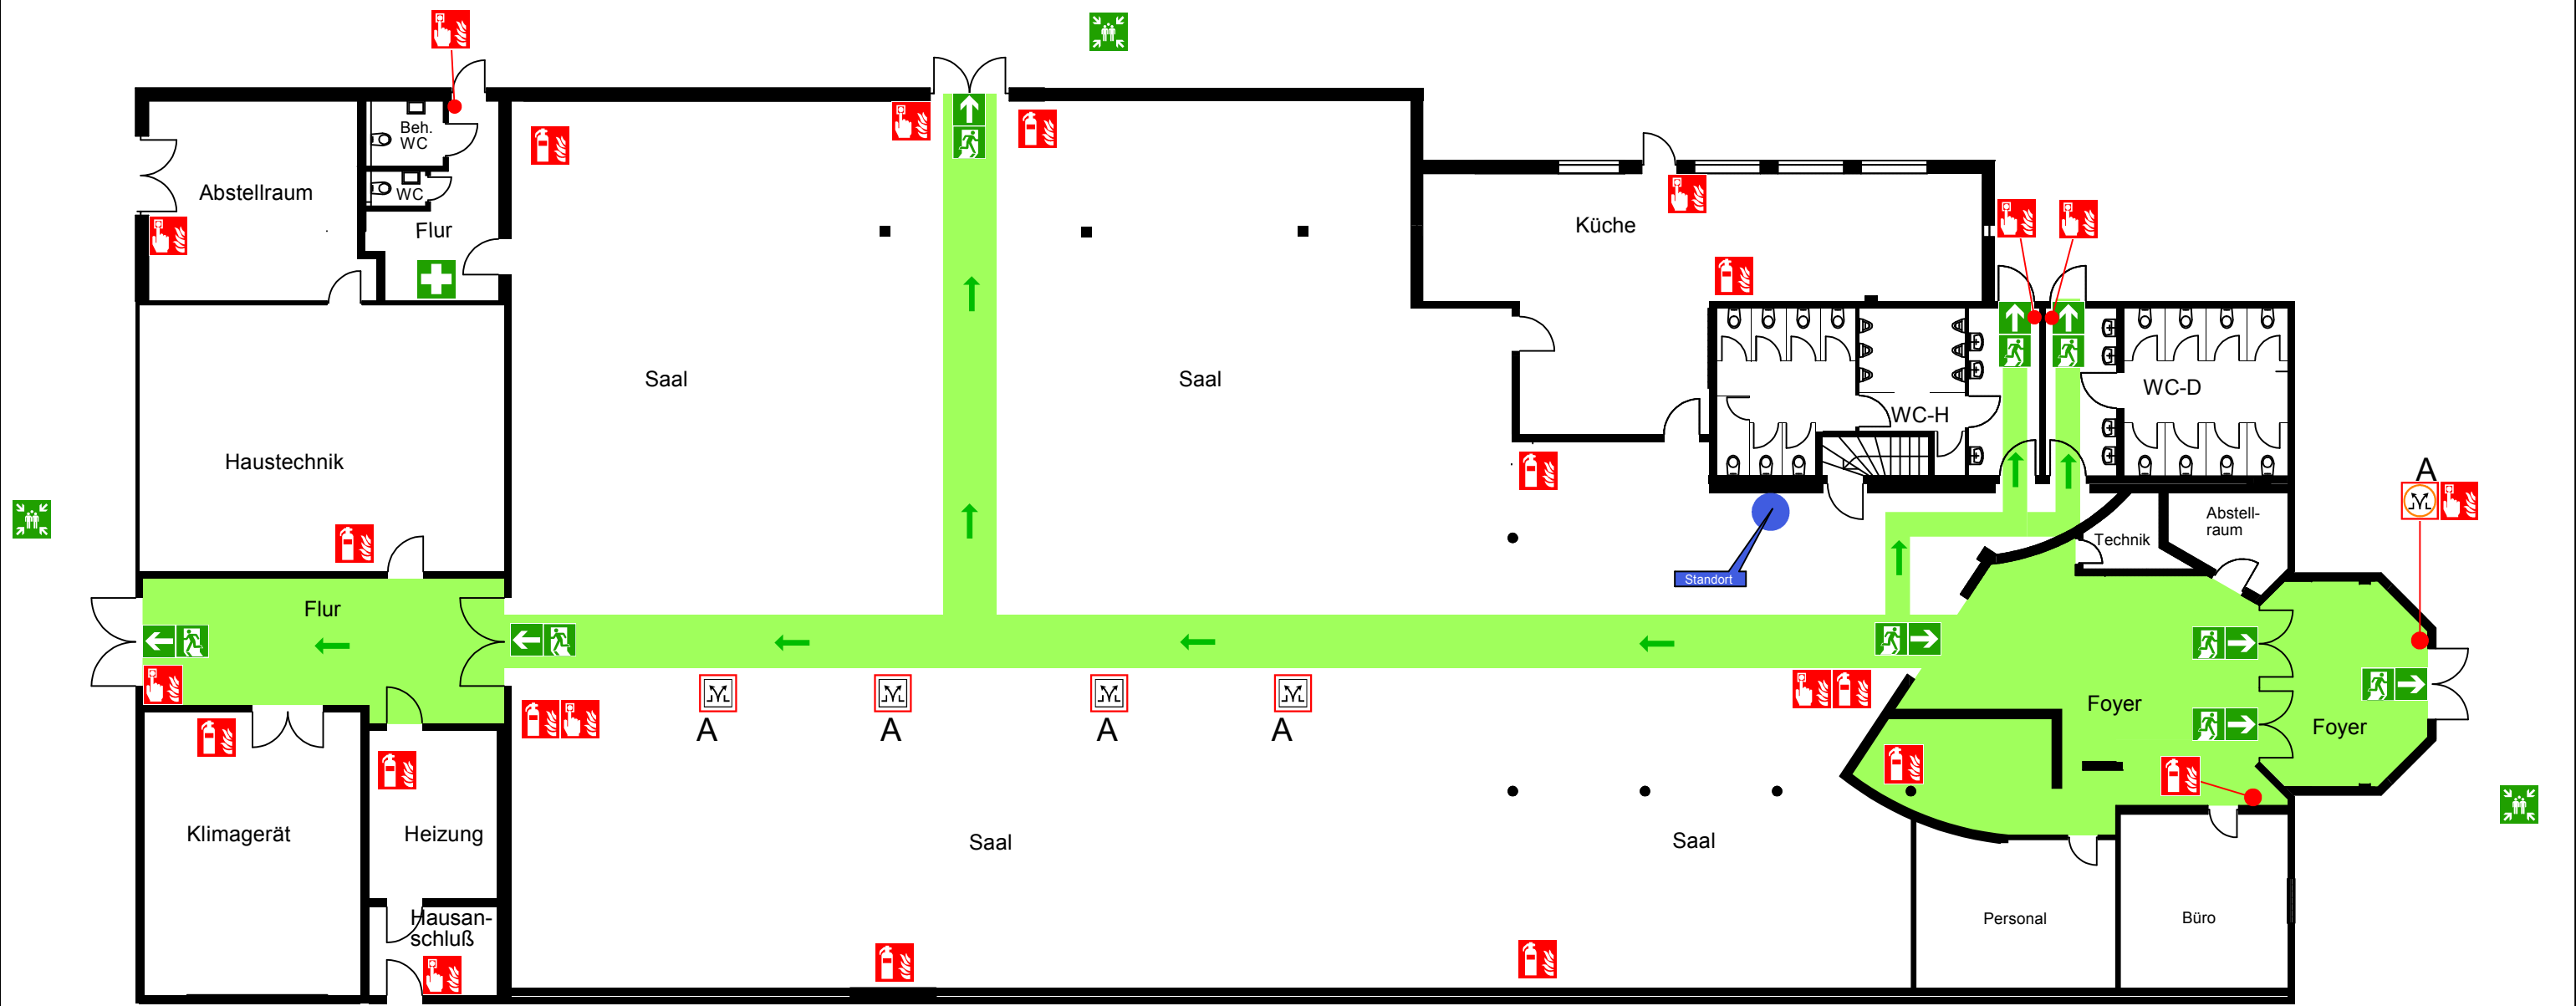 Beh.
WC
Abstellraum
WC
Flur
Küche
Saal
Saal
WC-D
WC-H
Haustechnik
A
Abstell-
raum
Technik
Standort
Flur
Foyer
Foyer
A
A
A
A
Klimagerät
Heizung
Saal
Saal
Hausan-
schluß
Personal
Büro